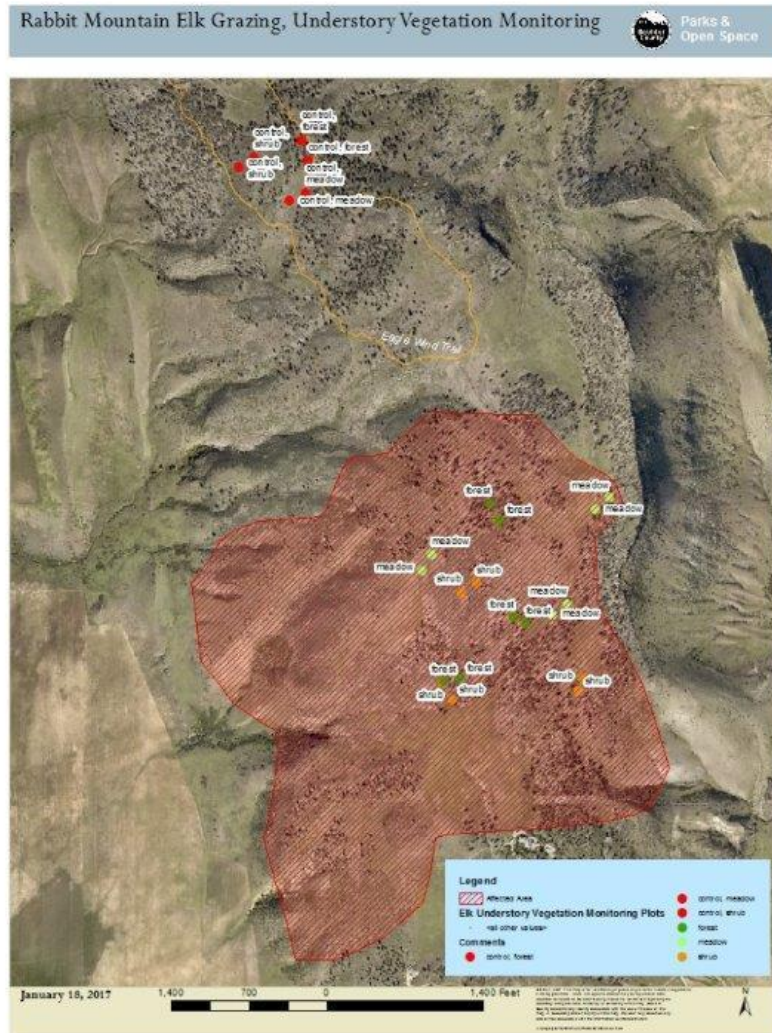 Rabbit Mountain Elk Grazing, Understory Vegetation Monitoring
Boulder
County
Parks &
Open Space
control,
forest
control,
shrub
control, forest
control,
shrub
control,
meadow
control, meadow
Eagle Wind Trail
meadow
forest
meadow
forest
meadow
meadow
shrub
shrub
meadow
forest
forest
meadow
forest
forest
shrub
shrub
shrub
shrub
Legend
Affected Area
Elk Understory Vegetation Monitoring Plots
<all other values>
Comments
control, forest
control, meadow
control, shrub
forest
meadow
shrub
January 18, 2017
1,400 700 0 1,400 Feet
N